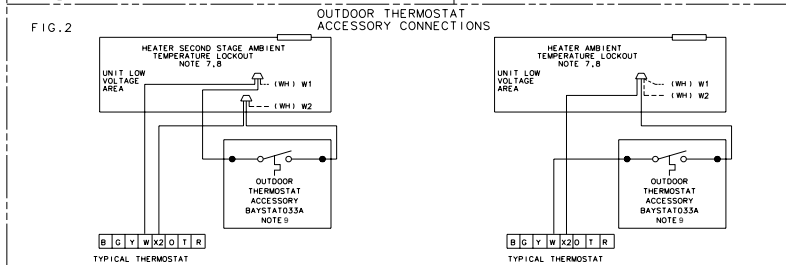 FIG.2
OUTDOOR THERMOSTAT
ACCESSORY CONNECTIONS
HEATER SECOND STAGE AMBIENT
TEMPERATURE LOCKOUT
NOTE 7,8
UNIT LOW
VOLTAGE
AREA
(WH) W1
(WH) W2
OUTDOOR
THERMOSTAT
ACCESSORY
BAYSTAT033A
NOTE 9
B G Y W X2 O T R
TYPICAL THERMOSTAT
HEATER AMBIENT
TEMPERATURE LOCKOUT
NOTE 7,8
UNIT LOW
VOLTAGE
AREA
(WH) W1
(WH) W2
OUTDOOR
THERMOSTAT
ACCESSORY
BAYSTAT033A
NOTE 9
B G Y W X2 O T R
TYPICAL THERMOSTAT